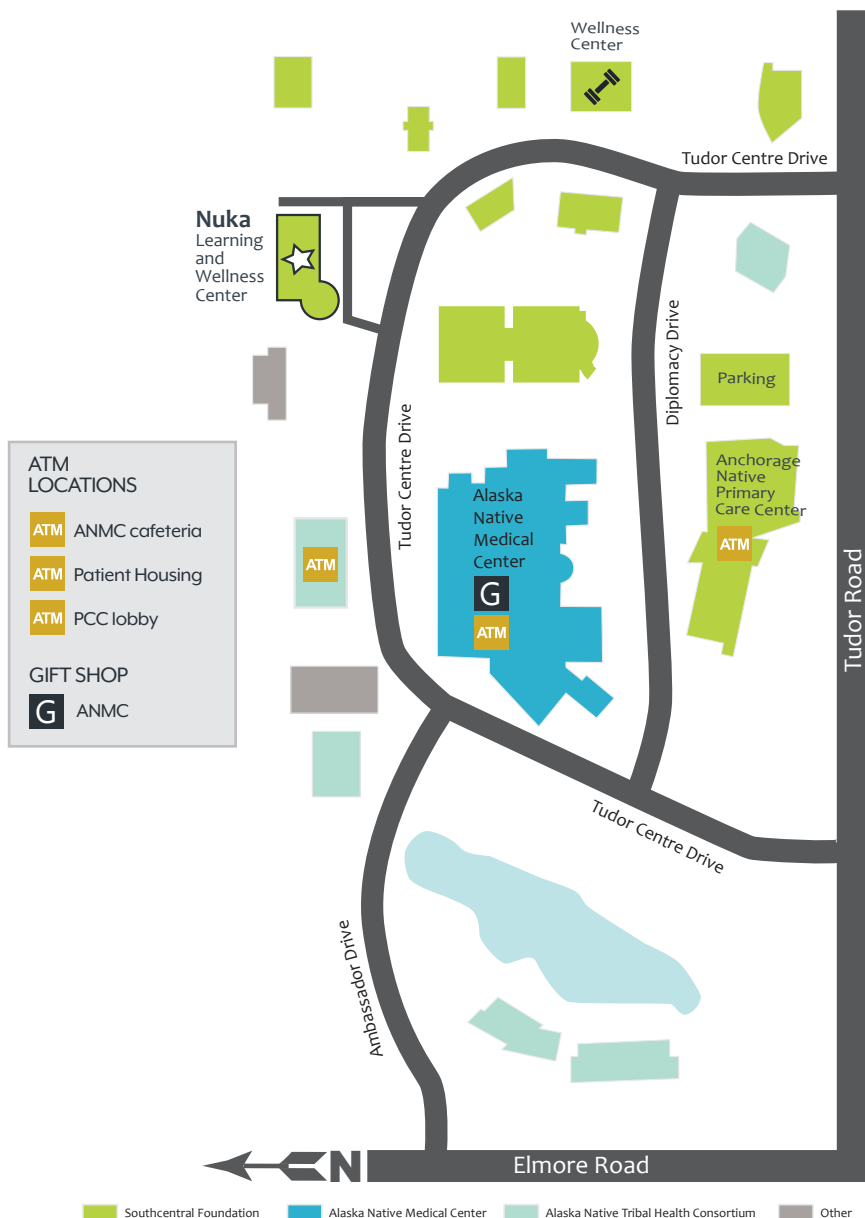 Wellness
Center
Tudor Centre Drive
Nuka
Learning
and
Wellness
Center
Diplomacy Drive
Parking
Tudor Centre Drive
ATM
LOCATIONS
ATM ANMC cafeteria
ATM Patient Housing
ATM PCC lobby
GIFT SHOP
G ANMC
Alaska
Native
Medical
Center
G
ATM
ATM
Anchorage
Native
Primary
Care Center
ATM
Tudor Road
Tudor Centre Drive
Ambassador Drive
N
Elmore Road
Southcentral Foundation
Alaska Native Medical Center
Alaska Native Tribal Health Consortium
Other